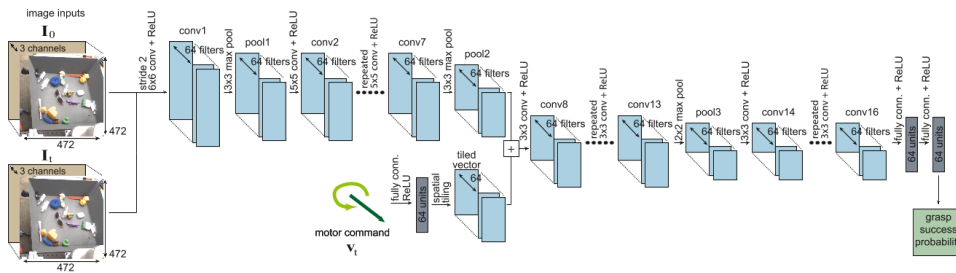 image inputs
I0
3 channels
472
472
It
3 channels
472
472
stride 2
6x6 conv + ReLU
conv1
64 filters
3x3 max pool
pool1
64 filters
5x5 conv + ReLU
conv2
64 filters
repeated
5x5 conv + ReLU
conv7
64 filters
3x3 max pool
pool2
64 filters
motor command
vt
fully conn.
ReLU
64 units
spatial
tiling
tiled
vector
64
+
3x3 conv + ReLU
conv8
64 filters
repeated
3x3 conv + ReLU
conv13
64 filters
2x2 max pool
pool3
64 filters
3x3 conv + ReLU
conv14
64 filters
repeated
3x3 conv + ReLU
conv16
64 filters
fully conn. + ReLU
64 units
fully conn. + ReLU
64 units
grasp
success
probability